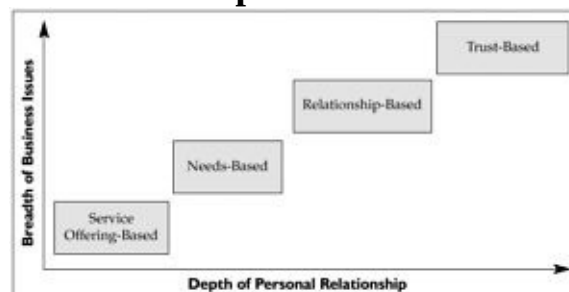 Trust-Based
Relationship-Based
Needs-Based
Service
Offering-Based
Breadth of Business Issues
Depth of Personal Relationship